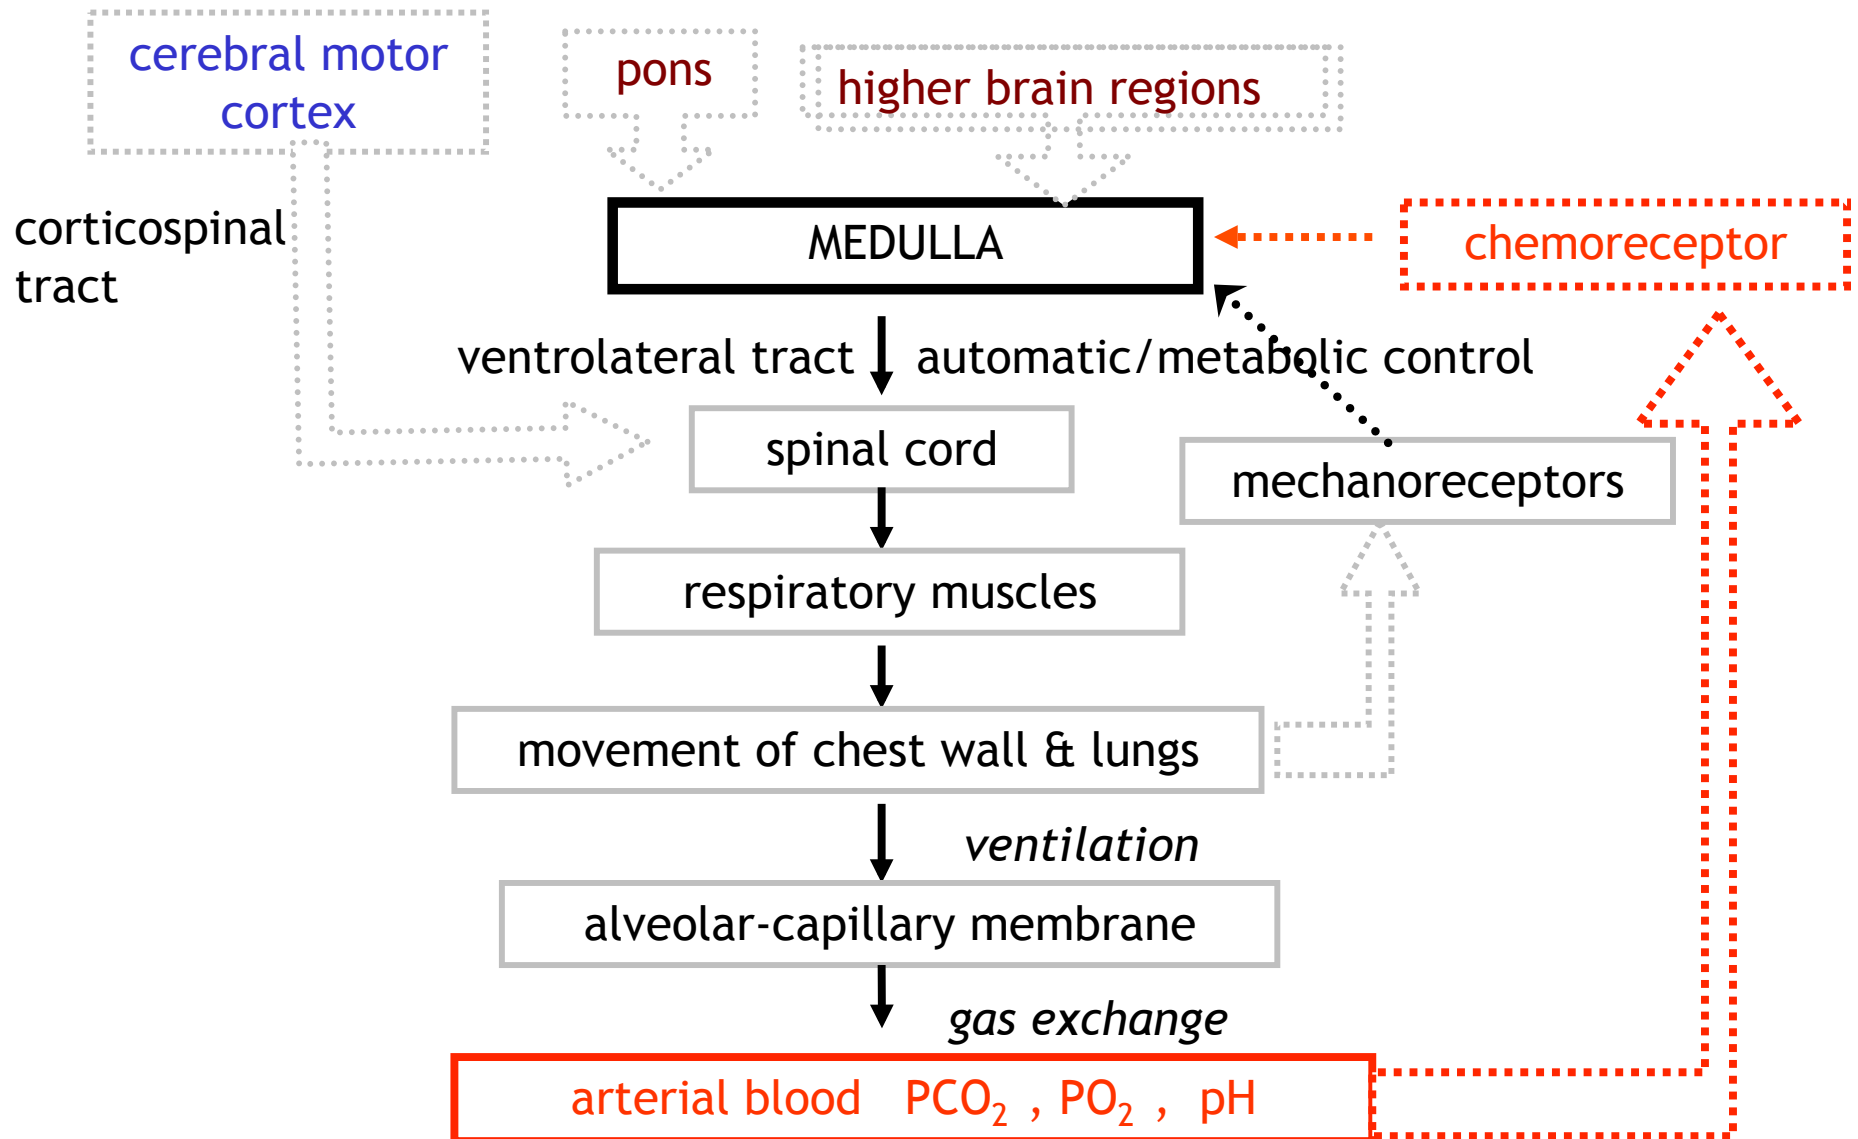 cerebral motor
cortex
pons
higher brain regions
corticospinal
tract
MEDULLA
chemoreceptor
ventrolateral tract
automatic/metabolic control
spinal cord
mechanoreceptors
respiratory muscles
movement of chest wall & lungs
ventilation
alveolar-capillary membrane
gas exchange
arterial blood PCO₂ , PO₂ , pH